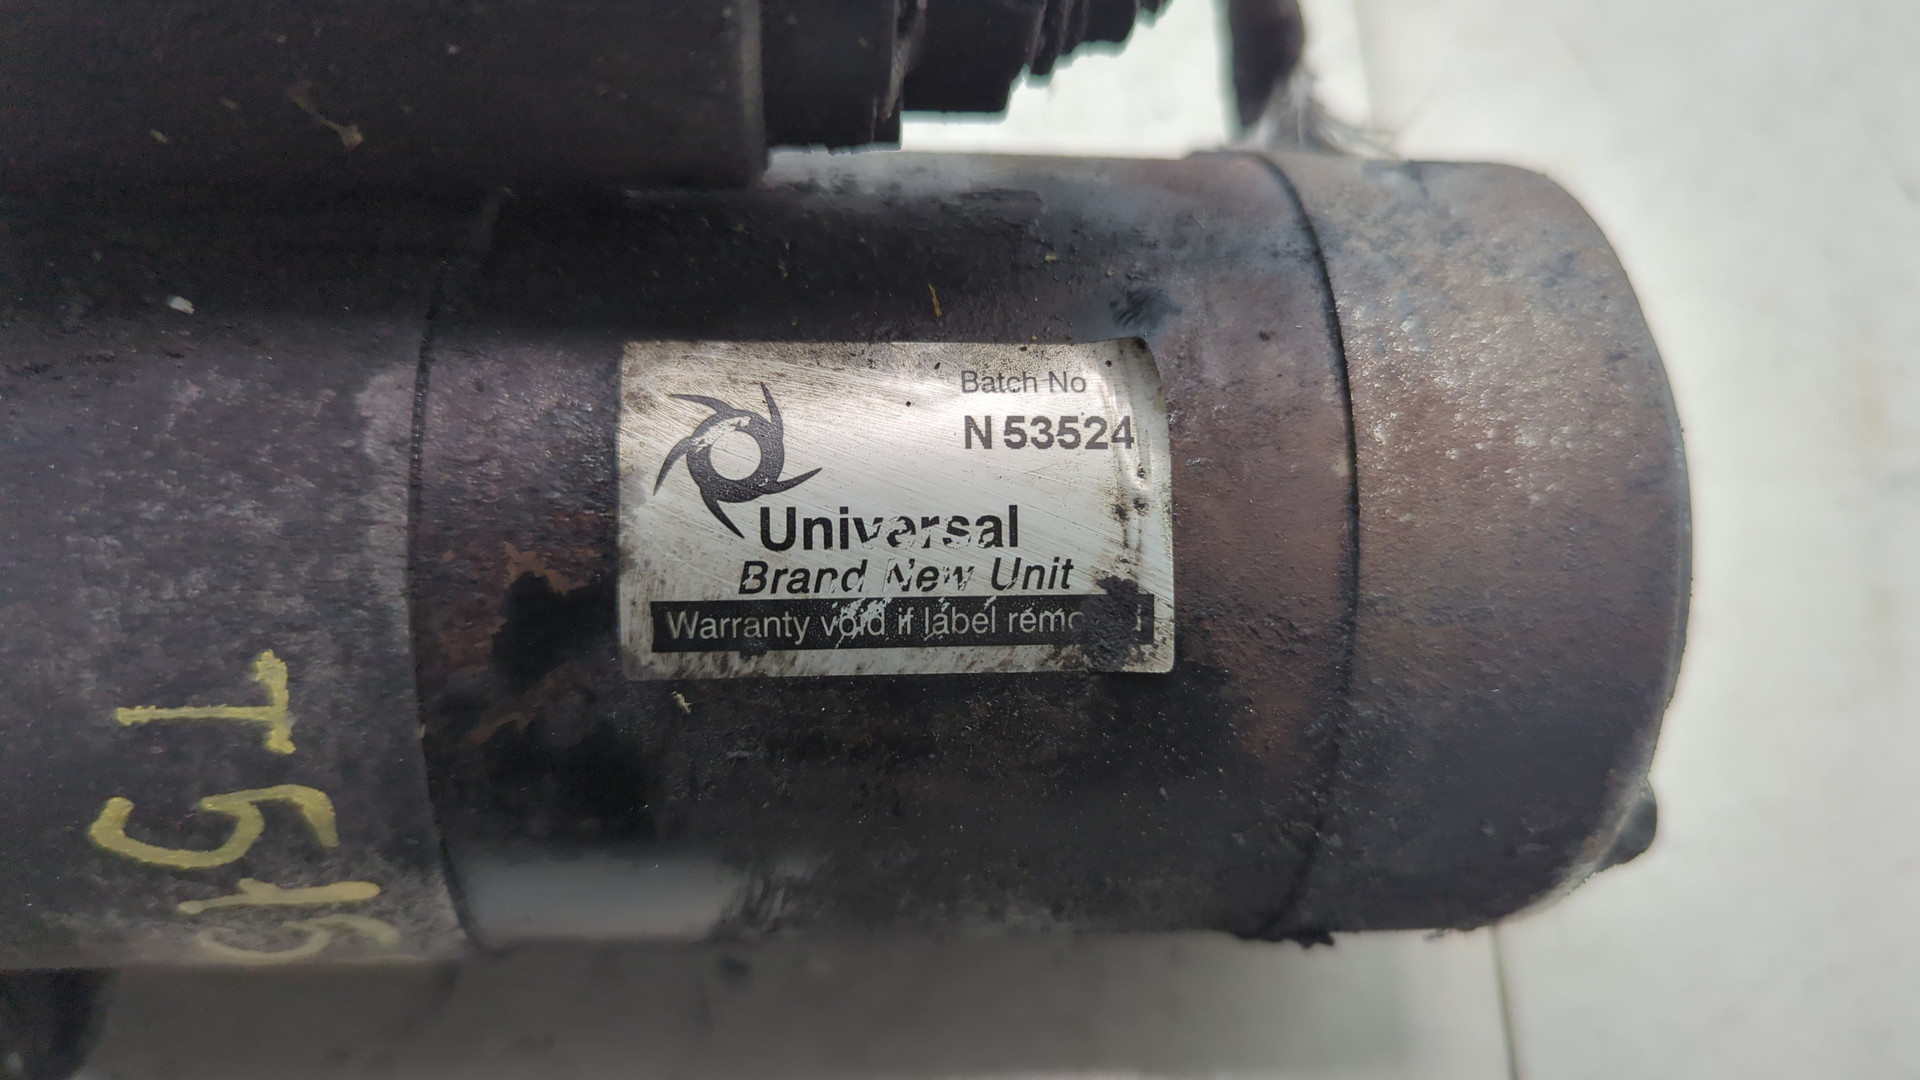 Batch No
N 53524
Universal
Brand New Unit
Warranty void if label